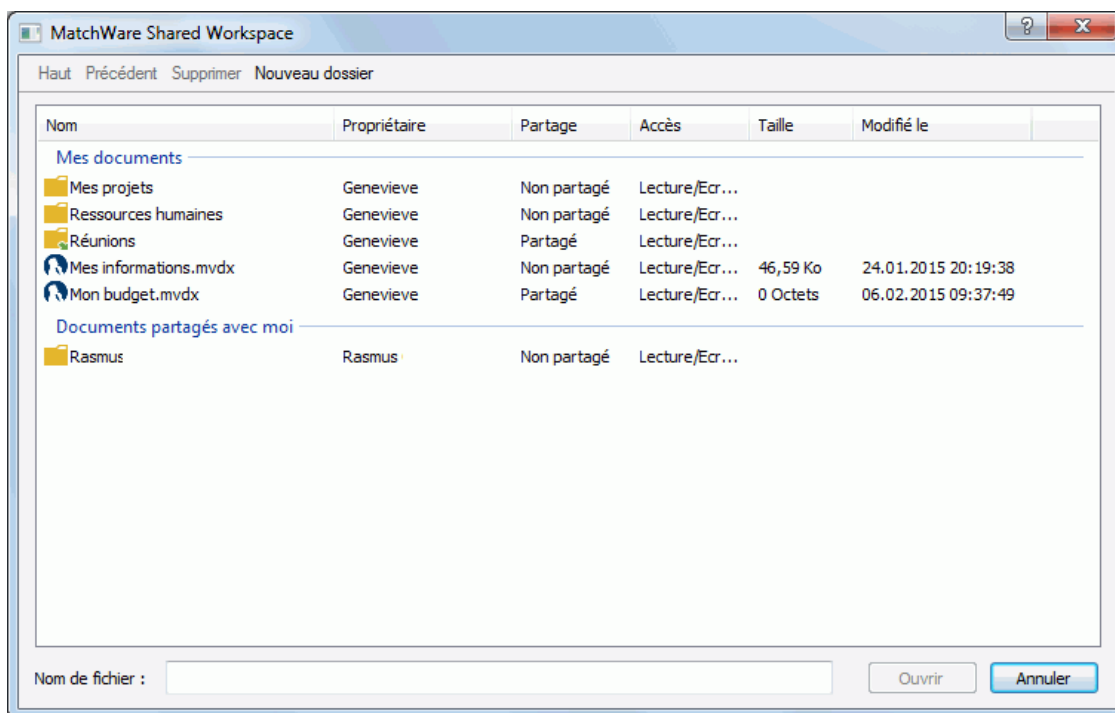 MatchWare Shared Workspace
Haut Précédent Supprimer Nouveau dossier
Nom Propriétaire Partage Accès Taille Modifié le
Mes documents
Mes projets Genevieve Non partagé Lecture/Ecr...
Ressources humaines Genevieve Non partagé Lecture/Ecr...
Réunions Genevieve Partagé Lecture/Ecr...
Mes informations.mvdx Genevieve Non partagé Lecture/Ecr... 46,59 Ko 24.01.2015 20:19:38
Mon budget.mvdx Genevieve Partagé Lecture/Ecr... 0 Octets 06.02.2015 09:37:49
Documents partagés avec moi
Rasmus Rasmus Non partagé Lecture/Ecr...
Nom de fichier : Ouvrir Annuler